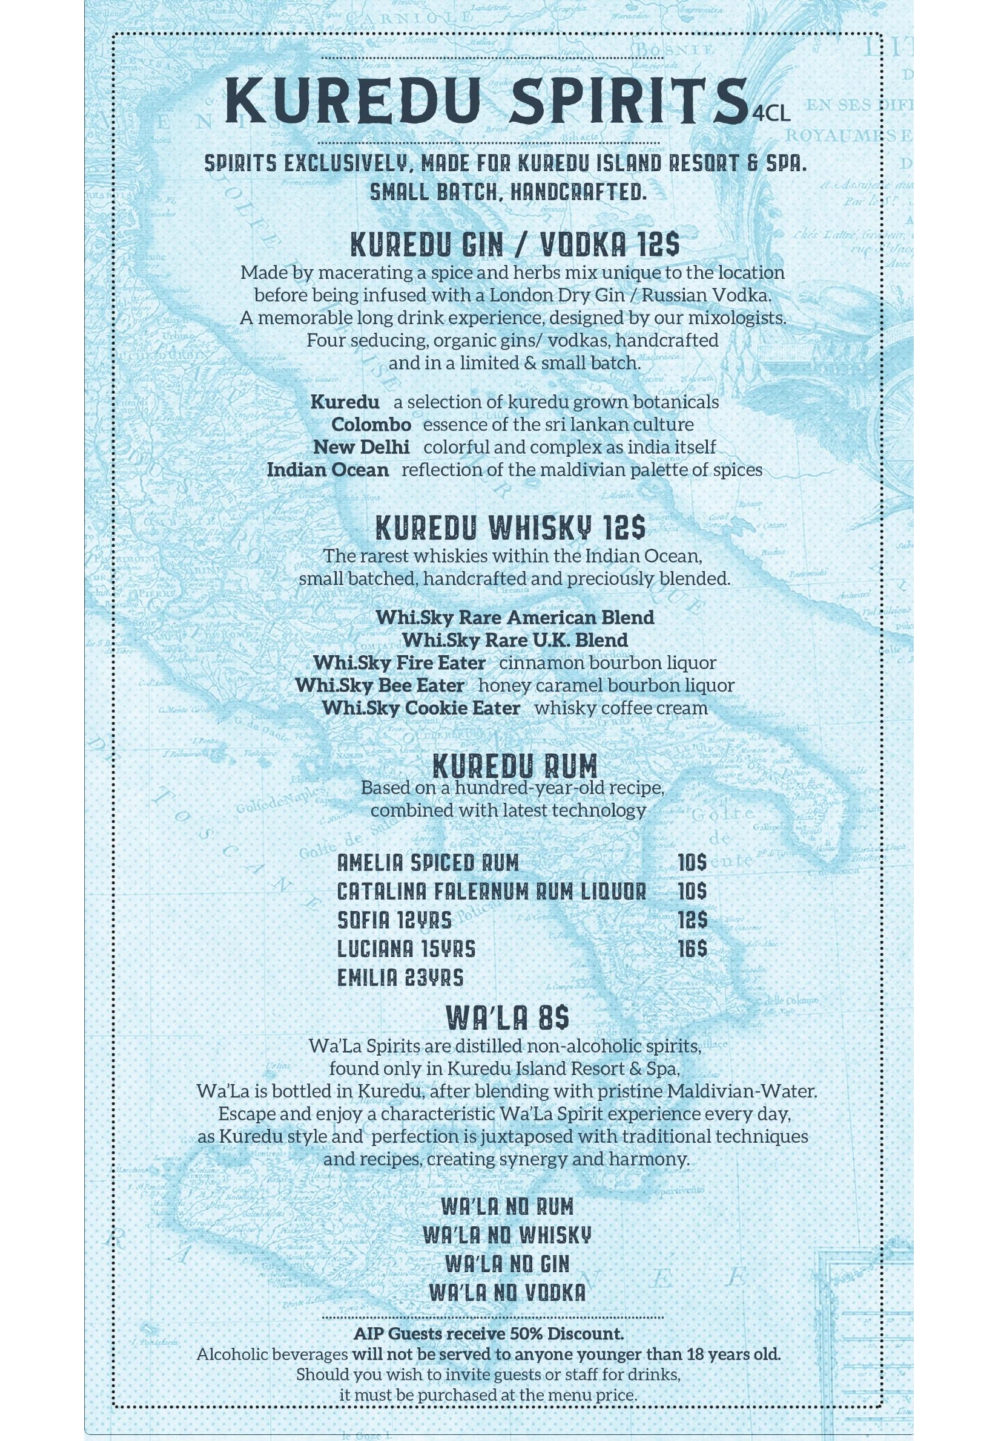 KUREDU SPIRITS 4CL
SPIRITS EXCLUSIVELY, MADE FOR KUREDU ISLAND RESORT & SPA.
SMALL BATCH, HANDCRAFTED.
KUREDU GIN / VODKA 12$
Made by macerating a spice and herbs mix unique to the location
before being infused with a London Dry Gin / Russian Vodka.
A memorable long drink experience, designed by our mixologists.
Four seducing, organic gins/ vodkas, handcrafted
and in a limited & small batch.
Kuredu a selection of kuredu grown botanicals
Colombo essence of the sri lankan culture
New Delhi colorful and complex as india itself
Indian Ocean reflection of the maldivian palette of spices
KUREDU WHISKY 12$
The rarest whiskies within the Indian Ocean,
small batched, handcrafted and preciously blended.
Whi.Sky Rare American Blend
Whi.Sky Rare U.K. Blend
Whi.Sky Fire Eater cinnamon bourbon liquor
Whi.Sky Bee Eater honey caramel bourbon liquor
Whi.Sky Cookie Eater whisky coffee cream
KUREDU RUM
Based on a hundred-year-old recipe,
combined with latest technology
AMELIA SPICED RUM 10$
CATALINA FALERNUM RUM LIQUOR 10$
SOFIA 12YRS 12$
LUCIANA 15YRS 16$
EMILIA 23YRS
WA'LA 8$
Wa'La Spirits are distilled non-alcoholic spirits,
found only in Kuredu Island Resort & Spa,
Wa'La is bottled in Kuredu, after blending with pristine Maldivian-Water.
Escape and enjoy a characteristic Wa'La Spirit experience every day,
as Kuredu style and perfection is juxtaposed with traditional techniques
and recipes, creating synergy and harmony.
WA'LA NO RUM
WA'LA NO WHISKY
WA'LA NO GIN
WA'LA NO VODKA
AIP Guests receive 50% Discount.
Alcoholic beverages will not be served to anyone younger than 18 years old.
Should you wish to invite guests or staff for drinks,
it must be purchased at the menu price.